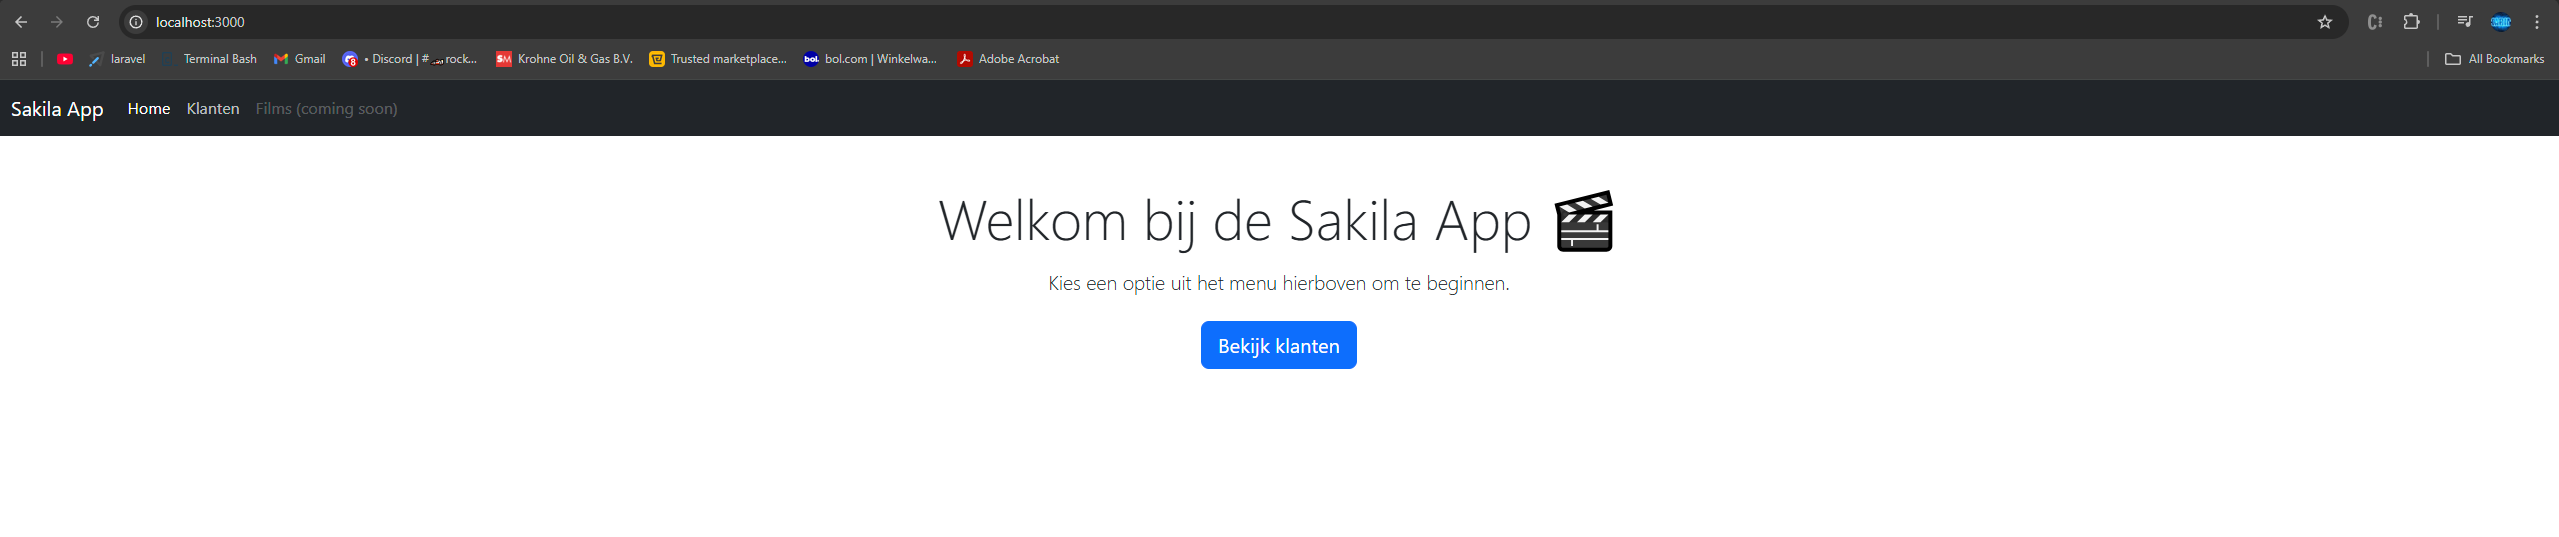 localhost:3000
laravel Terminal Bash Gmail • Discord | # rock... SM Krohne Oil & Gas B.V. Trusted marketplace... bol. bol.com | Winkelwa... Adobe Acrobat All Bookmarks
Sakila App Home Klanten Films (coming soon)
Welkom bij de Sakila App
Kies een optie uit het menu hierboven om te beginnen.
Bekijk klanten